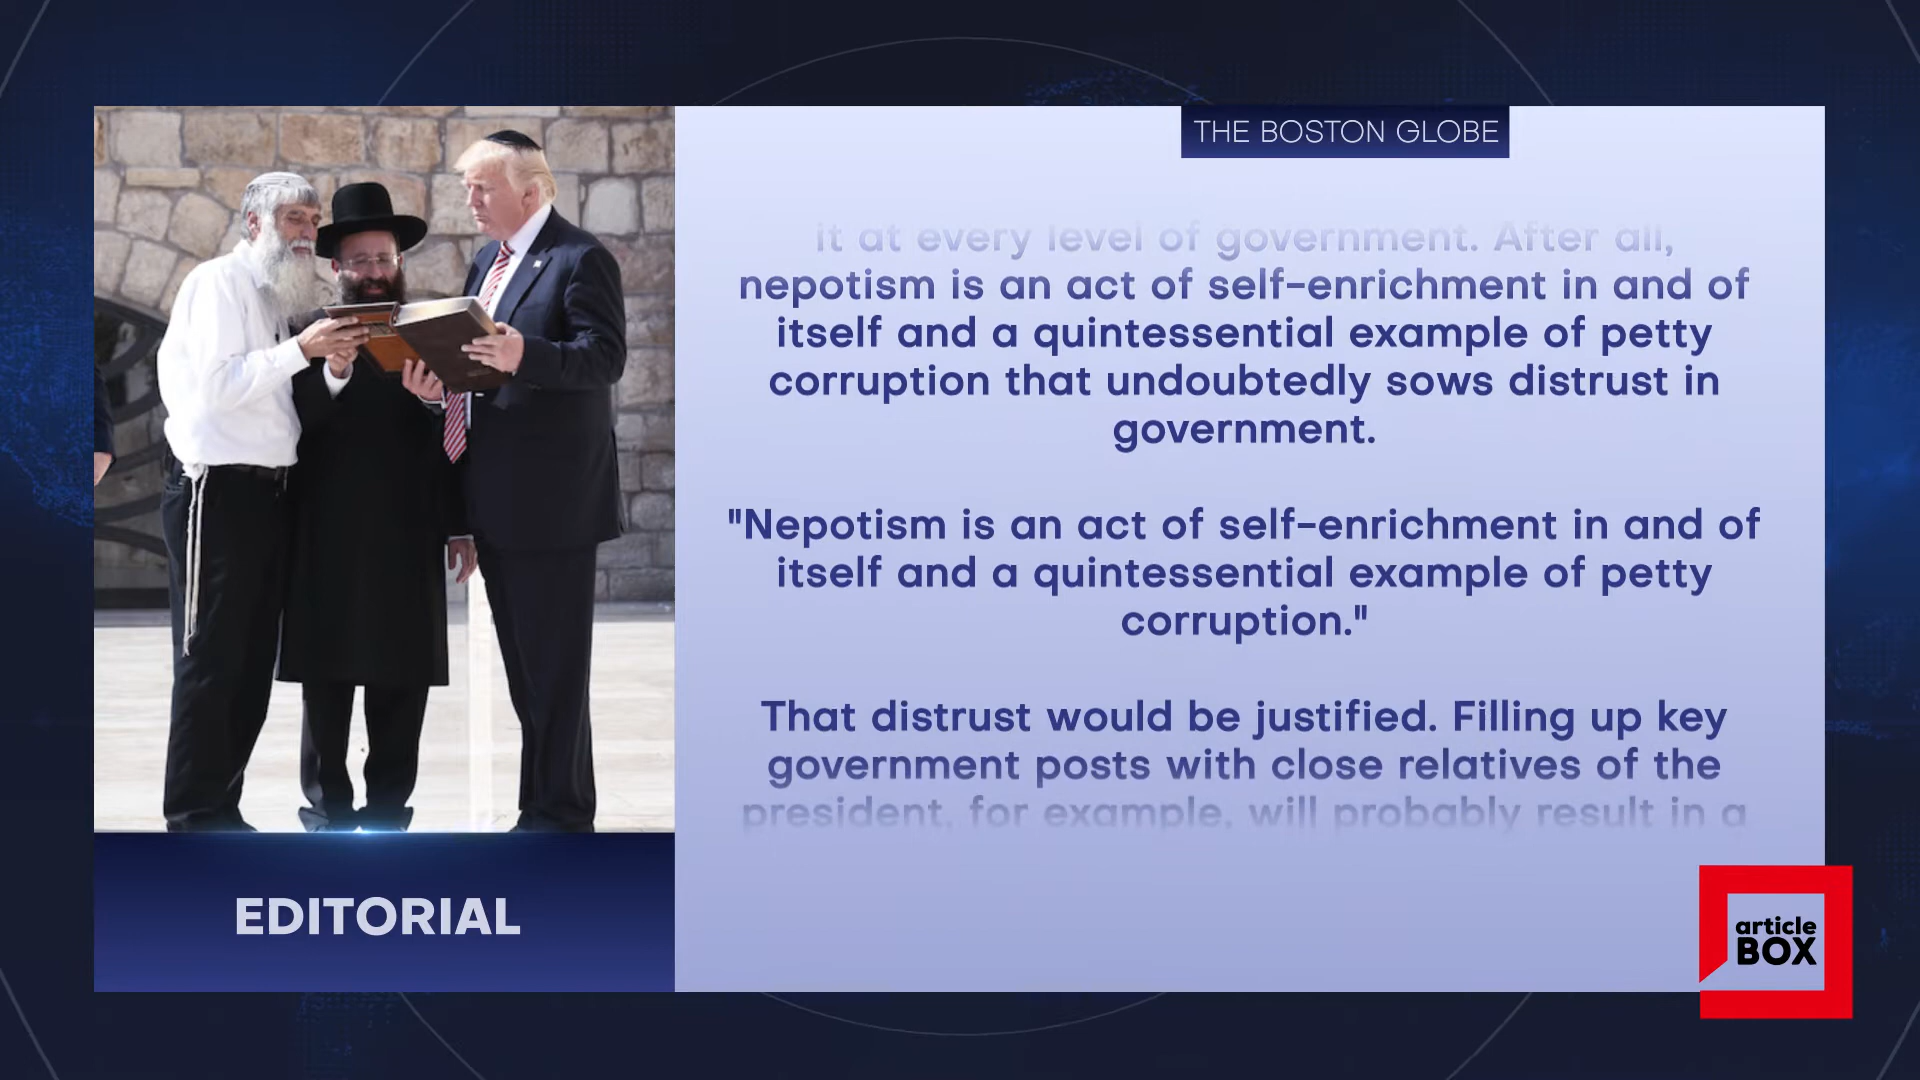 THE BOSTON GLOBE
it at every level of government. After all,
nepotism is an act of self-enrichment in and of
itself and a quintessential example of petty
corruption that undoubtedly sows distrust in
government.
"Nepotism is an act of self-enrichment in and of
itself and a quintessential example of petty
corruption."
That distrust would be justified. Filling up key
government posts with close relatives of the
president, for example, will probably result in a
EDITORIAL
article
BOX